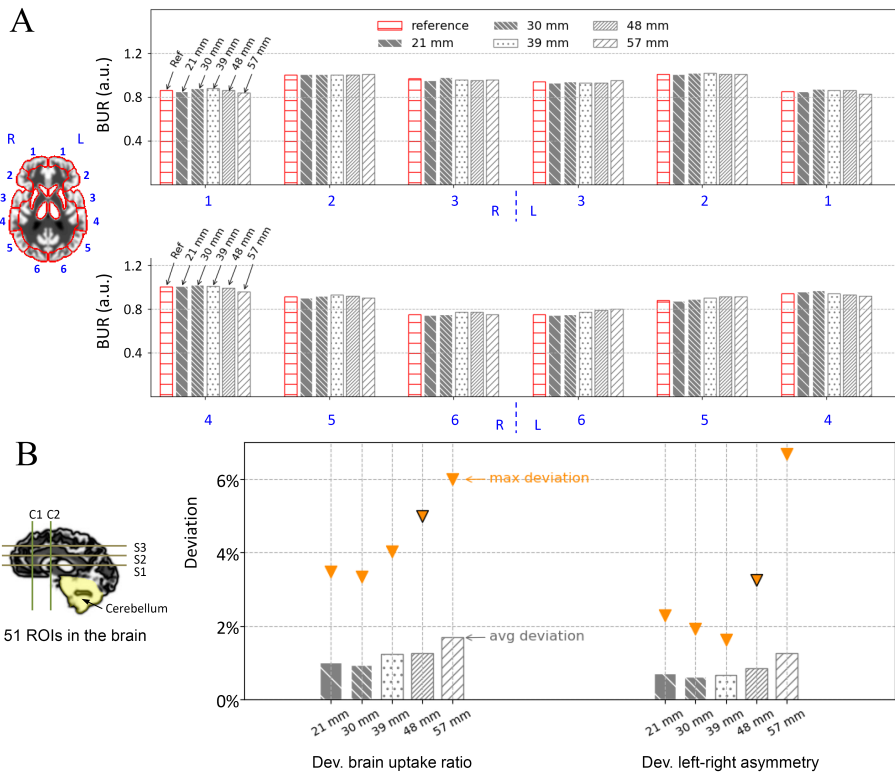 A
reference
21 mm
30 mm
39 mm
48 mm
57 mm
Ref
21 mm
30 mm
39 mm
48 mm
57 mm
BUR (a.u.)
1.2
0.8
0.4
1 2 3 R L 3 2 1
R L
1 1
2 2
3 3
4 4
5 5
6 6
Ref
21 mm
30 mm
39 mm
48 mm
57 mm
BUR (a.u.)
1.2
0.8
0.4
4 5 6 R L 6 5 4
B
C1 C2
S3
S2
S1
Cerebellum
51 ROIs in the brain
Deviation
6%
4%
2%
0%
max deviation
avg deviation
21 mm 30 mm 39 mm 48 mm 57 mm
21 mm 30 mm 39 mm 48 mm 57 mm
Dev. brain uptake ratio
Dev. left-right asymmetry